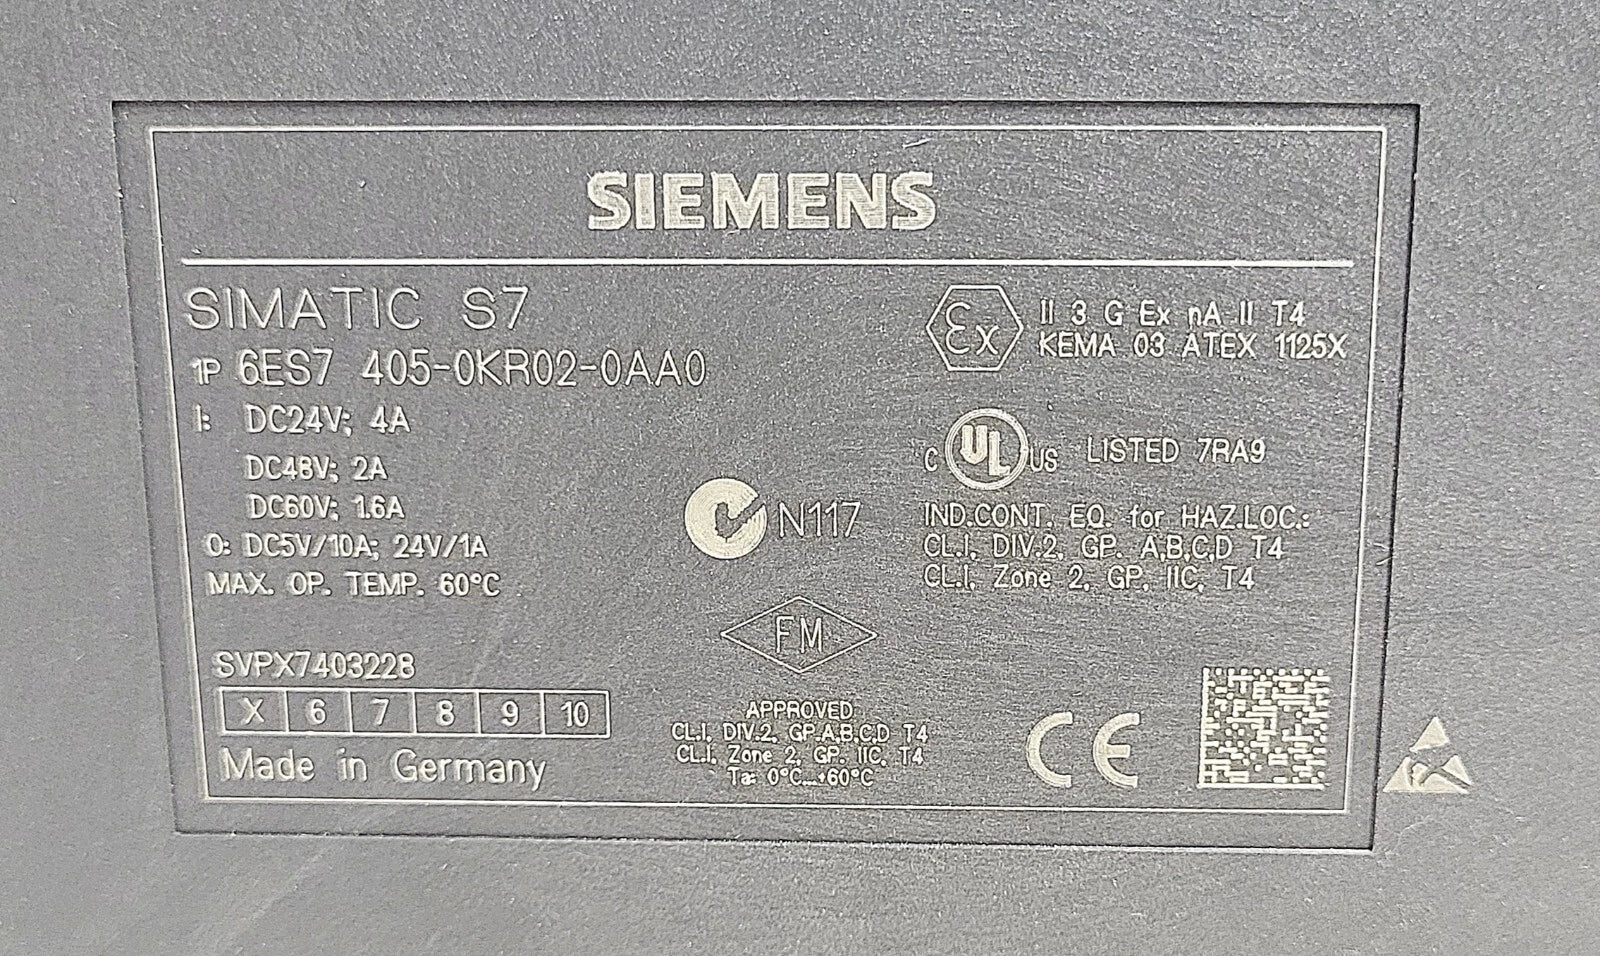 SIEMENS
SIMATIC S7
1P 6ES7 405-0KR02-0AA0
I: DC24V; 4A
DC48V; 2A
DC60V; 1.6A
O: DC5V/10A; 24V/1A
MAX. OP. TEMP. 60°C
SVPX7403228
X 6 7 8 9 10
Made in Germany
N117
FM
APPROVED
CL.I, DIV.2, GP.A,B,C,D T4
CL.I, Zone 2, GP. IIC, T4
Ta: 0°C...+60°C
Ex II 3 G Ex nA II T4
KEMA 03 ATEX 1125X
C UL US LISTED 7RA9
IND.CONT. EQ. for HAZ.LOC.:
CL.I, DIV.2, GP. A,B,C,D T4
CL.I, Zone 2, GP. IIC, T4
CE